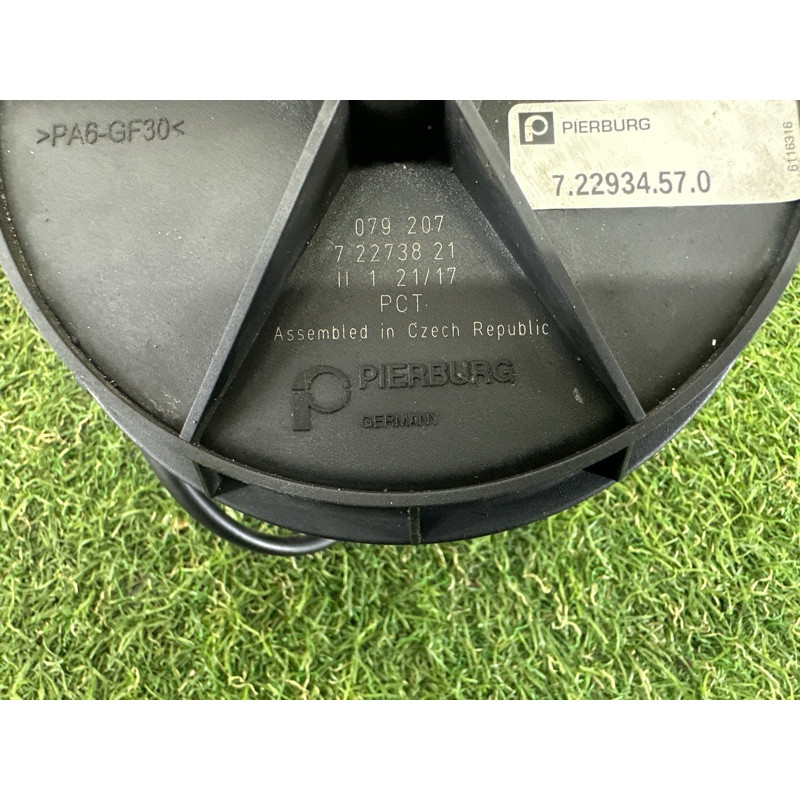 >PA6-GF30<
PIERBURG
7.22934.57.0
6116316
079 207
7 22738 21
II 1 21/17
PCT
Assembled in Czech Republic
PIERBURG
GERMANY